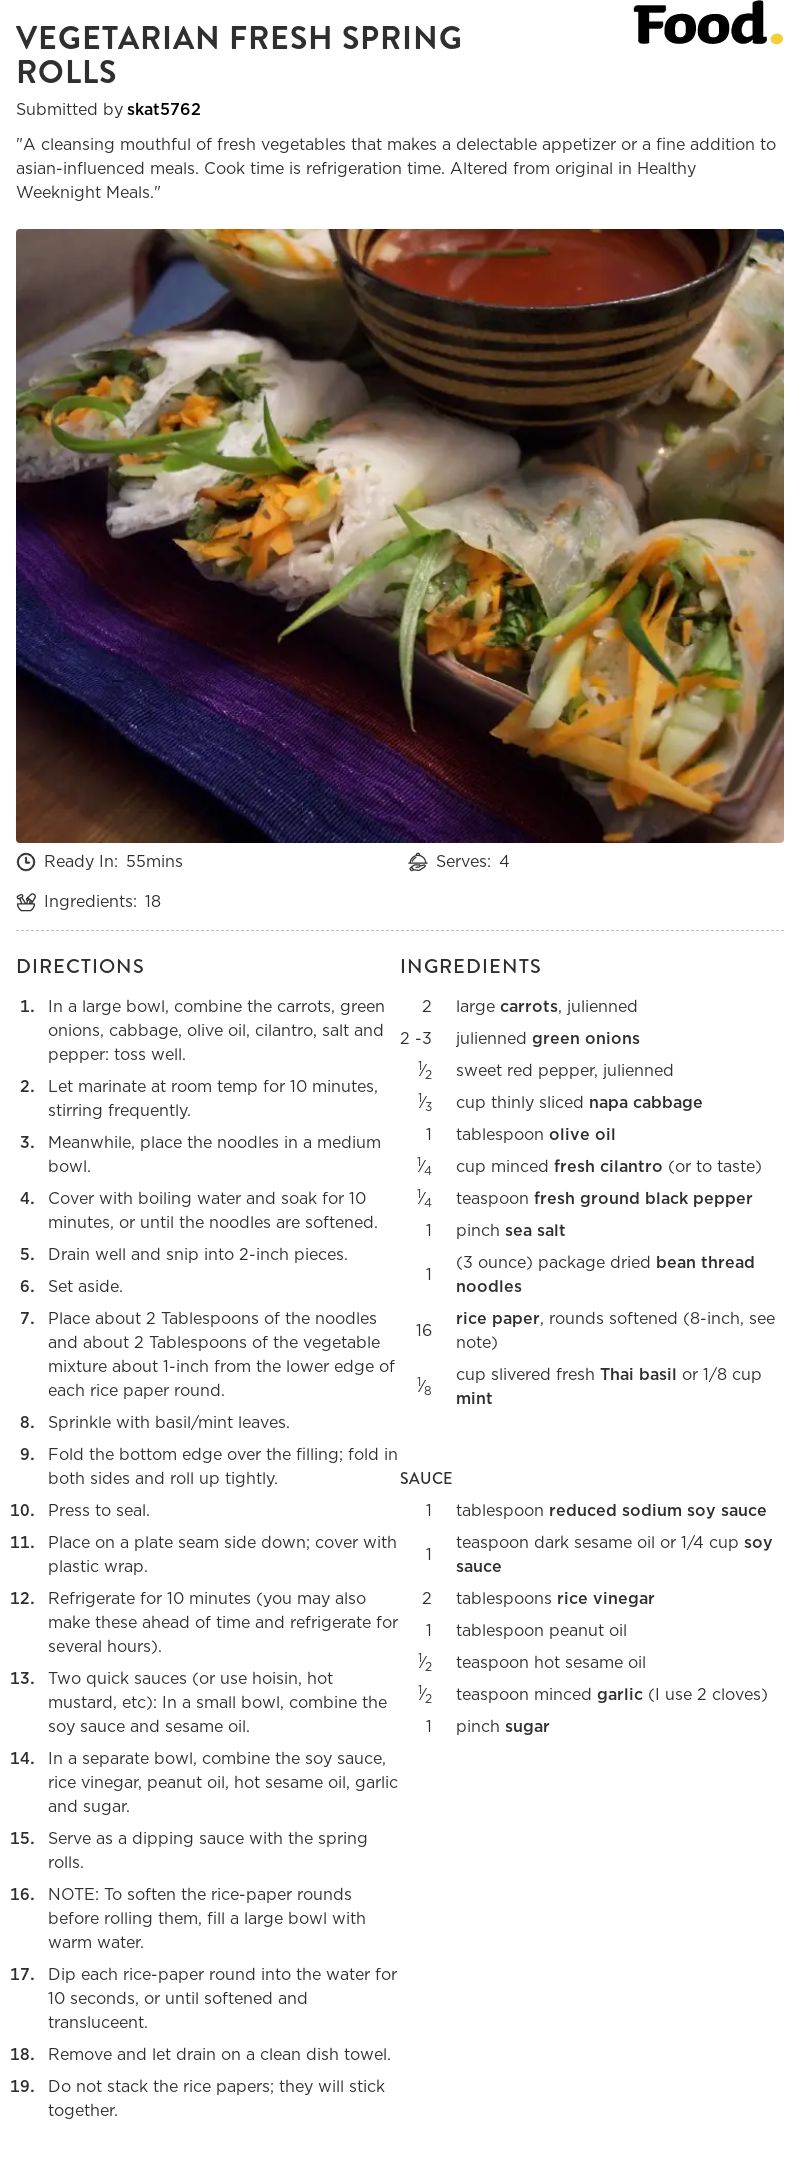 VEGETARIAN FRESH SPRING
ROLLS
Food.
Submitted by skat5762
"A cleansing mouthful of fresh vegetables that makes a delectable appetizer or a fine addition to
asian-influenced meals. Cook time is refrigeration time. Altered from original in Healthy
Weeknight Meals."
Ready In: 55mins
Serves: 4
Ingredients: 18
DIRECTIONS
1. In a large bowl, combine the carrots, green
onions, cabbage, olive oil, cilantro, salt and
pepper: toss well.
2. Let marinate at room temp for 10 minutes,
stirring frequently.
3. Meanwhile, place the noodles in a medium
bowl.
4. Cover with boiling water and soak for 10
minutes, or until the noodles are softened.
5. Drain well and snip into 2-inch pieces.
6. Set aside.
7. Place about 2 Tablespoons of the noodles
and about 2 Tablespoons of the vegetable
mixture about 1-inch from the lower edge of
each rice paper round.
8. Sprinkle with basil/mint leaves.
9. Fold the bottom edge over the filling; fold in
both sides and roll up tightly.
10. Press to seal.
11. Place on a plate seam side down; cover with
plastic wrap.
12. Refrigerate for 10 minutes (you may also
make these ahead of time and refrigerate for
several hours).
13. Two quick sauces (or use hoisin, hot
mustard, etc): In a small bowl, combine the
soy sauce and sesame oil.
14. In a separate bowl, combine the soy sauce,
rice vinegar, peanut oil, hot sesame oil, garlic
and sugar.
15. Serve as a dipping sauce with the spring
rolls.
16. NOTE: To soften the rice-paper rounds
before rolling them, fill a large bowl with
warm water.
17. Dip each rice-paper round into the water for
10 seconds, or until softened and
transluceent.
18. Remove and let drain on a clean dish towel.
19. Do not stack the rice papers; they will stick
together.
INGREDIENTS
2 large carrots, julienned
2 -3 julienned green onions
1⁄2 sweet red pepper, julienned
1⁄3 cup thinly sliced napa cabbage
1 tablespoon olive oil
1⁄4 cup minced fresh cilantro (or to taste)
1⁄4 teaspoon fresh ground black pepper
1 pinch sea salt
1 (3 ounce) package dried bean thread
noodles
16 rice paper, rounds softened (8-inch, see
note)
1⁄8 cup slivered fresh Thai basil or 1/8 cup
mint
SAUCE
1 tablespoon reduced sodium soy sauce
1 teaspoon dark sesame oil or 1/4 cup soy
sauce
2 tablespoons rice vinegar
1 tablespoon peanut oil
1⁄2 teaspoon hot sesame oil
1⁄2 teaspoon minced garlic (I use 2 cloves)
1 pinch sugar